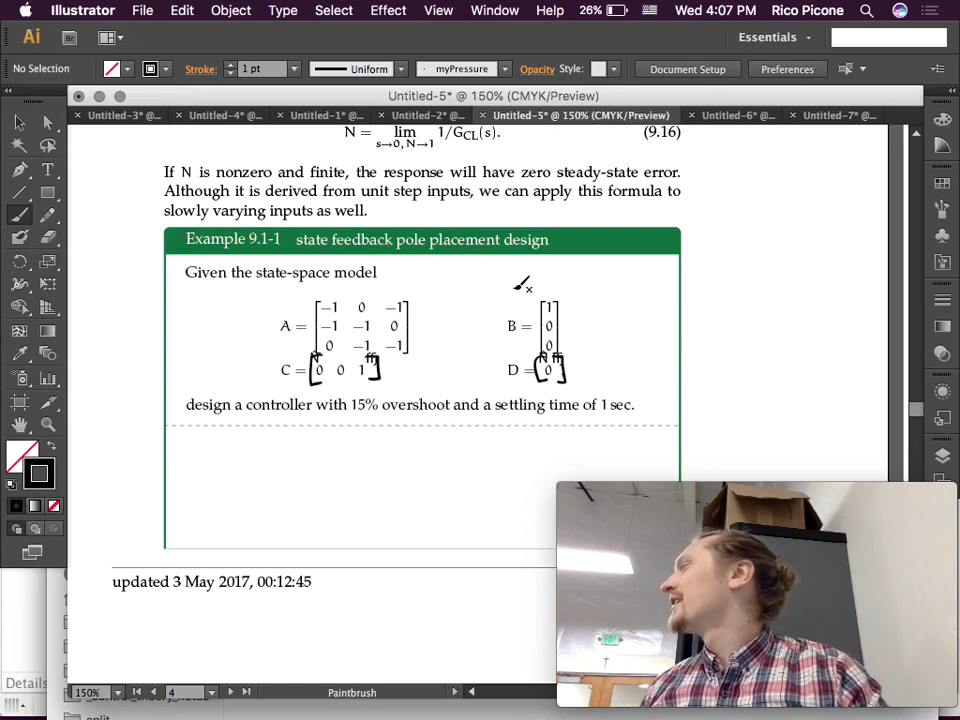 Illustrator File Edit Object Type Select Effect View Window Help 26% Wed 4:07 PM Rico Picone
Ai Br Essentials
No Selection Stroke: 1 pt Uniform myPressure Opacity Style: Document Setup Preferences
Untitled-5* @ 150% (CMYK/Preview)
Untitled-3* @... Untitled-4* @... Untitled-1* @... Untitled-2* @... Untitled-5* @ 150% (CMYK/Preview) Untitled-6* @... Untitled-7* @...
N = lim 1/GCL(s). (9.16)
s→0, N→1
If N is nonzero and finite, the response will have zero steady-state error.
Although it is derived from unit step inputs, we can apply this formula to
slowly varying inputs as well.
Example 9.1-1 state feedback pole placement design
Given the state-space model
A = [−1 0 −1
−1 −1 0
0 −1 −1]
B = [1
0
0]
C = [0 0 1]
D = [0]
design a controller with 15% overshoot and a settling time of 1 sec.
updated 3 May 2017, 00:12:45
150% 4 Paintbrush
Details
_control_theory_notes
split